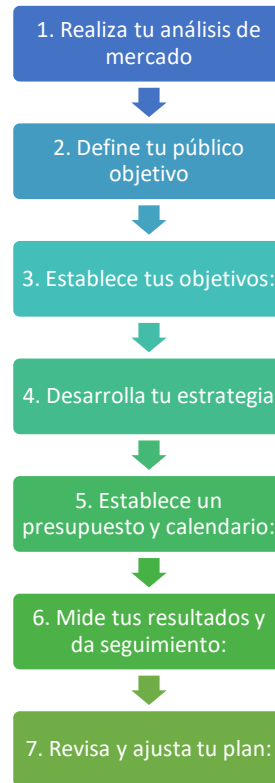 1. Realiza tu análisis de
mercado
2. Define tu público
objetivo
3. Establece tus objetivos:
4. Desarrolla tu estrategia
5. Establece un
presupuesto y calendario:
6. Mide tus resultados y
da seguimiento:
7. Revisa y ajusta tu plan: